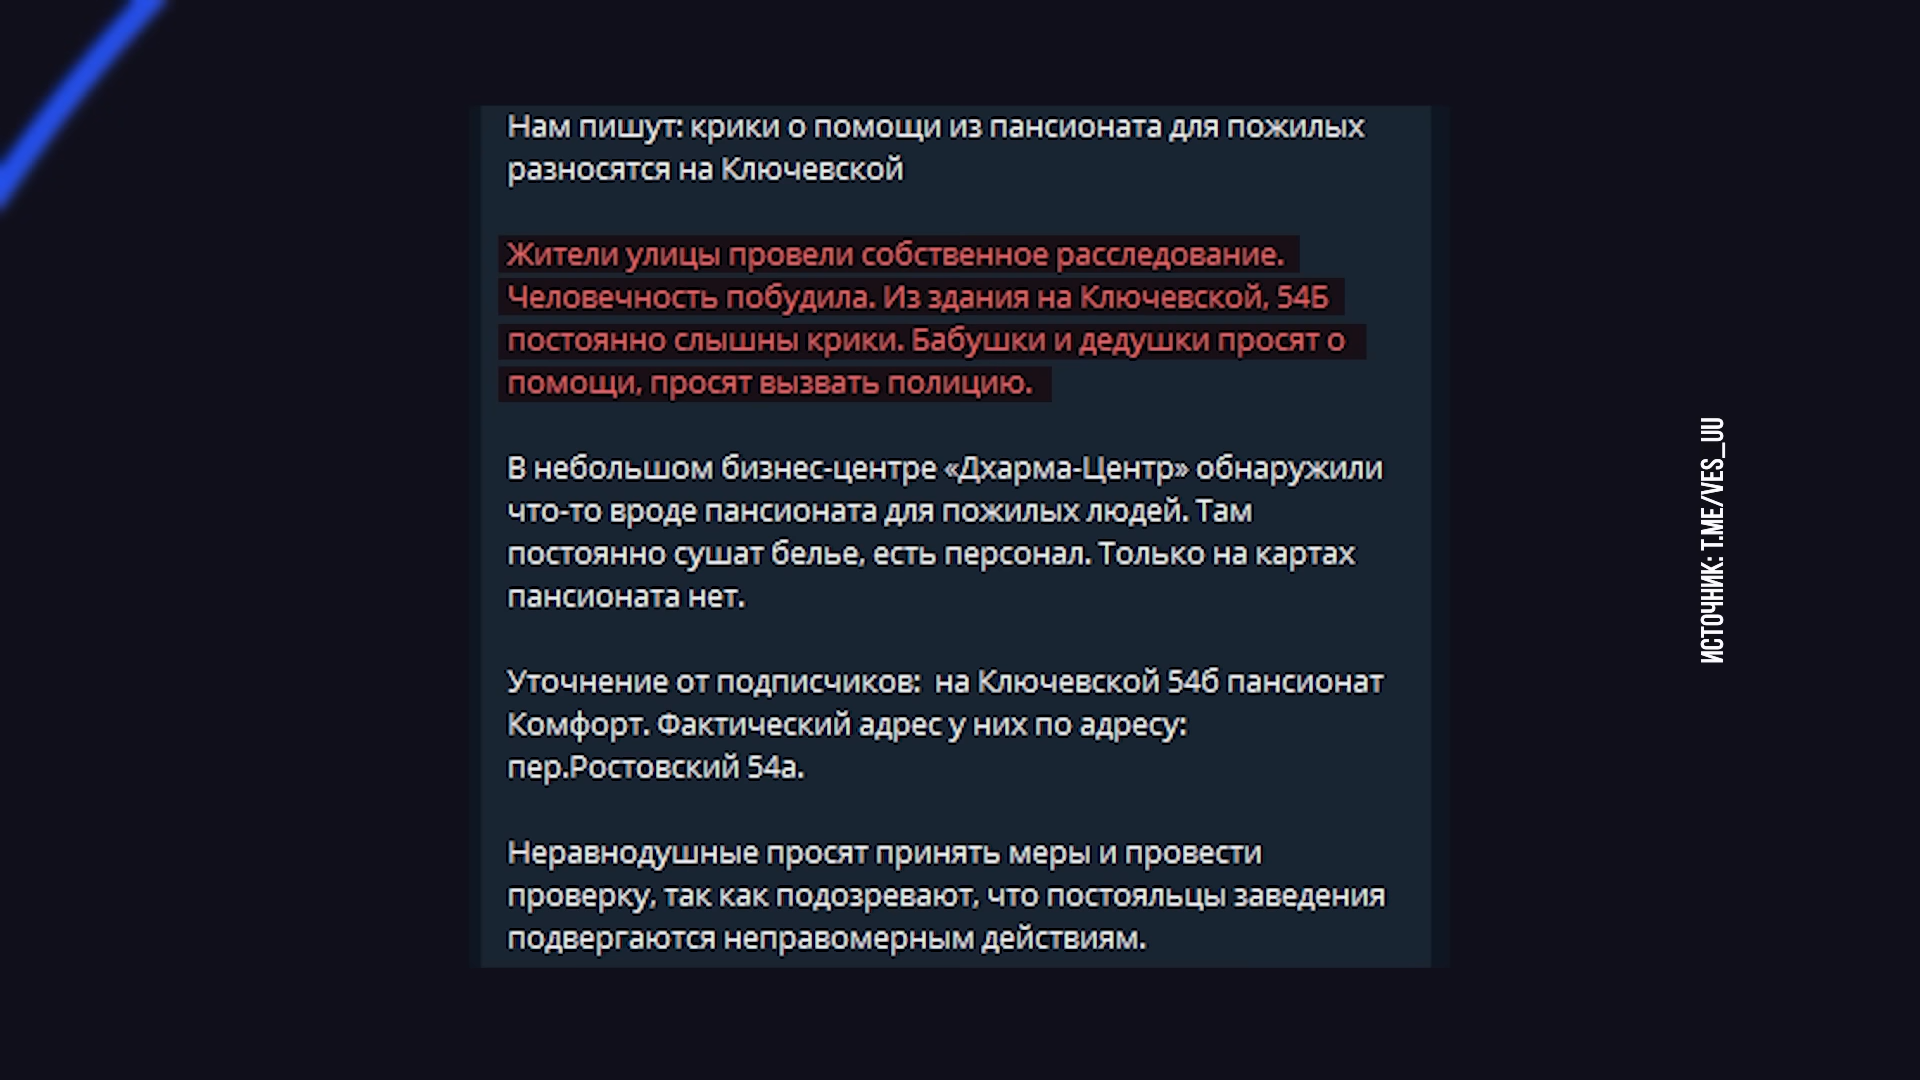 Нам пишут: крики о помощи из пансионата для пожилых
разносятся на Ключевской
Жители улицы провели собственное расследование.
Человечность побудила. Из здания на Ключевской, 54Б
постоянно слышны крики. Бабушки и дедушки просят о
помощи, просят вызвать полицию.
В небольшом бизнес-центре «Дхарма-Центр» обнаружили
что-то вроде пансионата для пожилых людей. Там
постоянно сушат белье, есть персонал. Только на картах
пансионата нет.
Уточнение от подписчиков:  на Ключевской 54б пансионат
Комфорт. Фактический адрес у них по адресу:
пер.Ростовский 54а.
Неравнодушные просят принять меры и провести
проверку, так как подозревают, что постояльцы заведения
подвергаются неправомерным действиям.
ИСТОЧНИК: T.ME/VES_UU